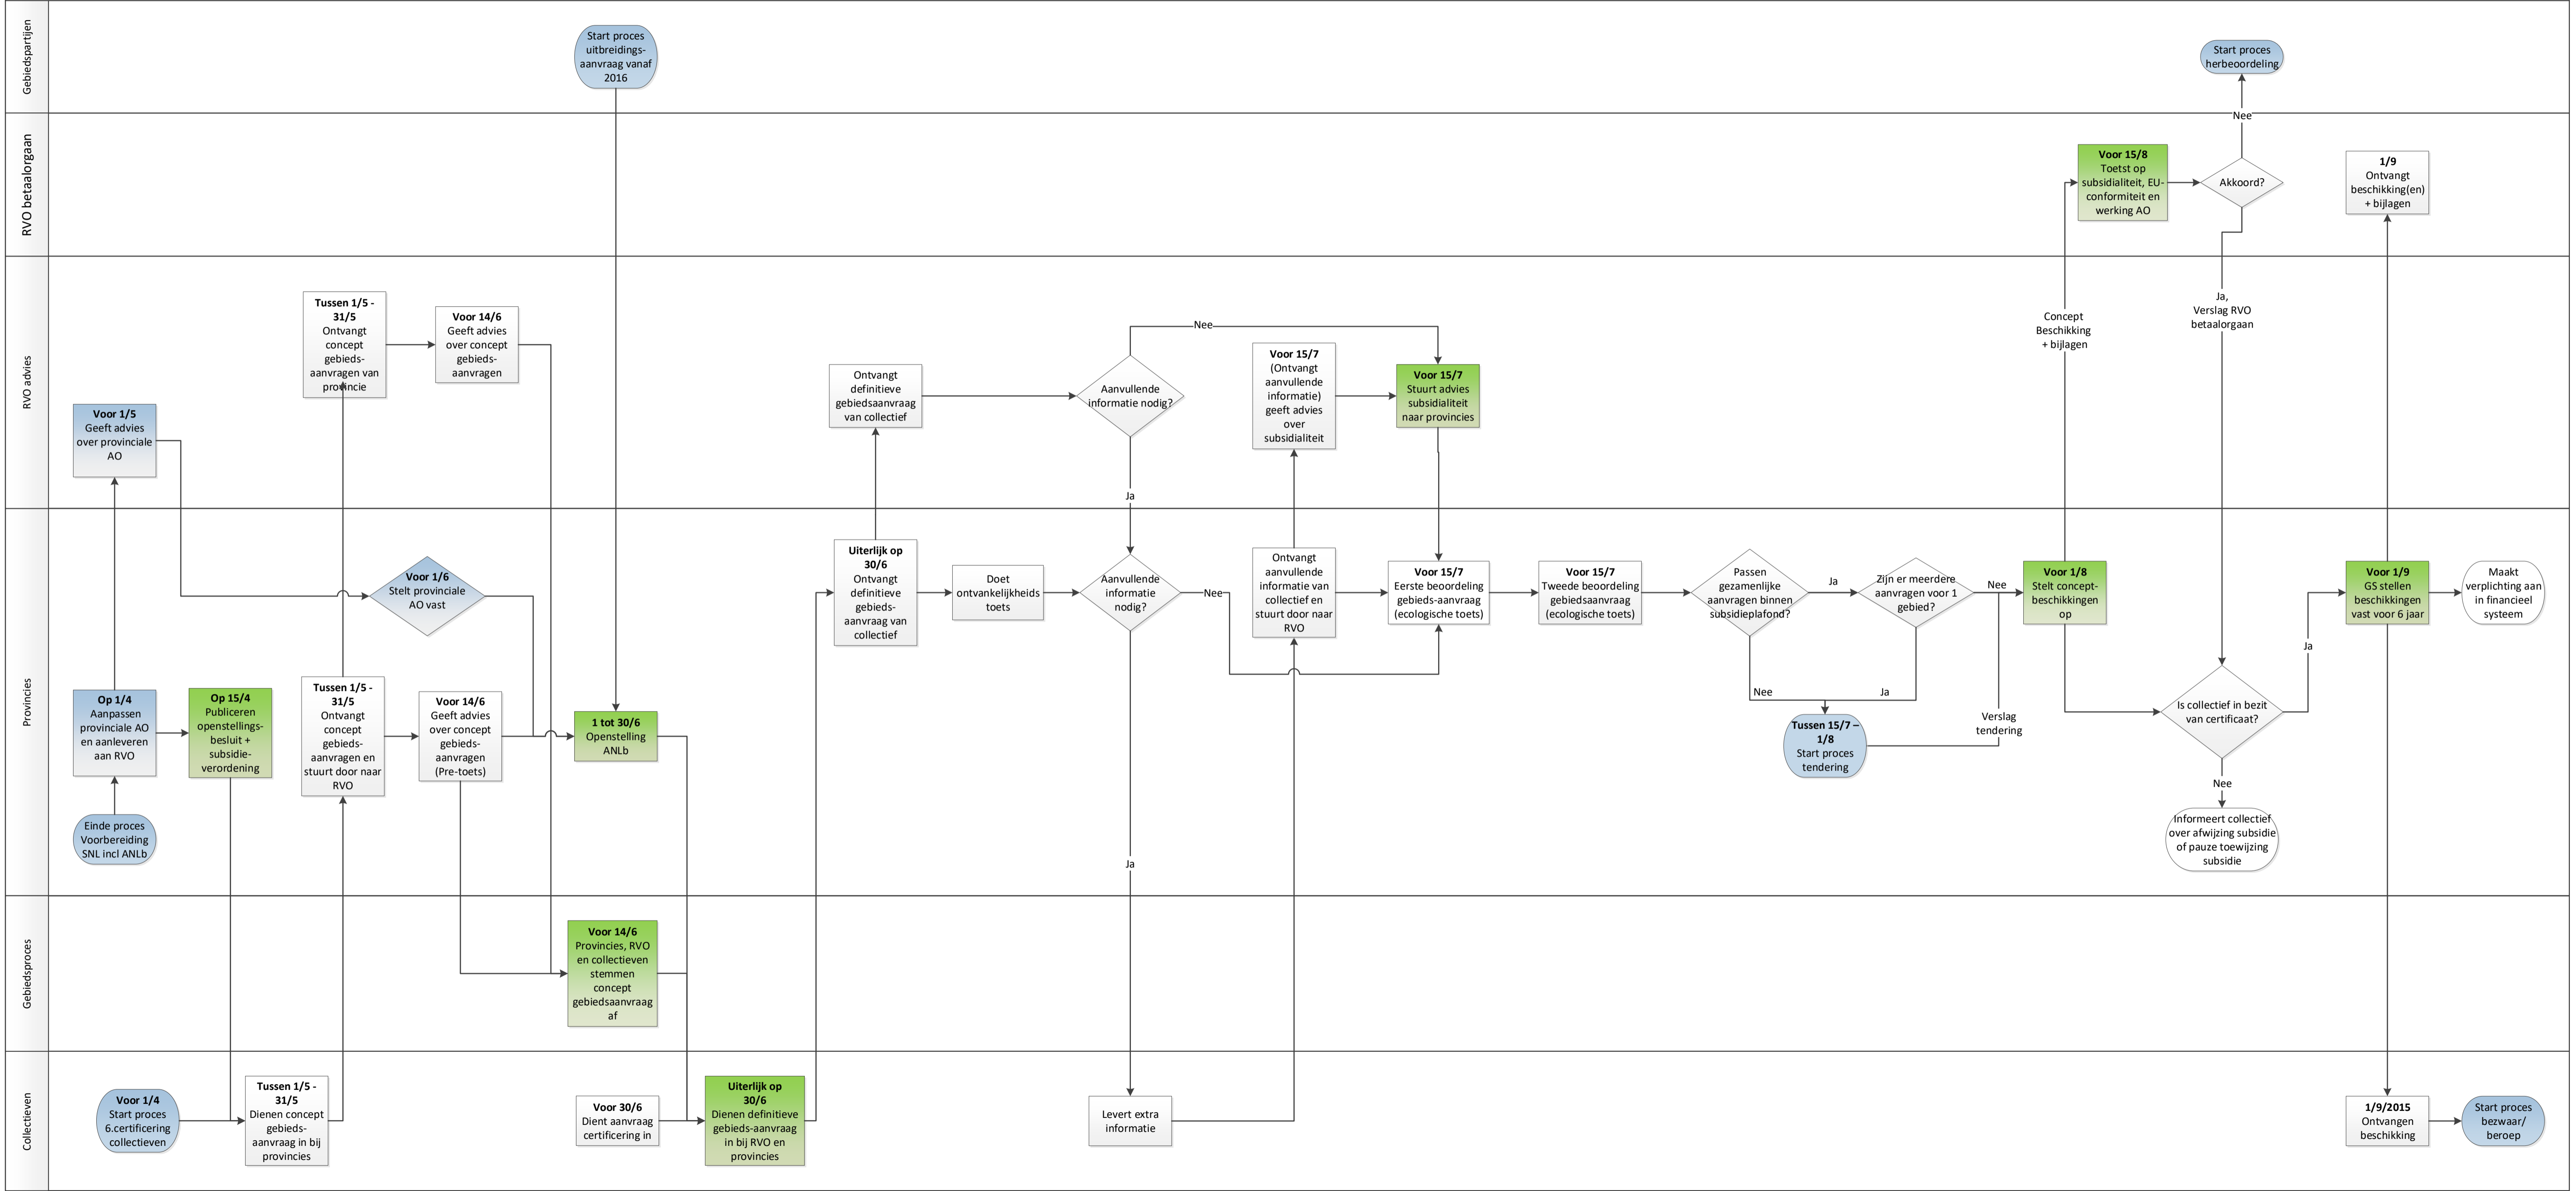 Gebiedspartijen
Start proces
uitbreidings-
aanvraag vanaf
2016
Start proces
herbeoordeling
Nee
RVO betaalorgaan
Voor 15/8
Toetst op
subsidialiteit, EU-
conformiteit en
werking AO
Akkoord?
1/9
Ontvangt
beschikking(en)
+ bijlagen
RVO advies
Voor 1/5
Geeft advies
over provinciale
AO
Tussen 1/5 -
31/5
Ontvangt
concept
gebieds-
aanvragen van
provincie
Voor 14/6
Geeft advies
over concept
gebieds-
aanvragen
Ontvangt
definitieve
gebiedsaanvraag
van collectief
Aanvullende
informatie nodig?
Nee
Ja
Voor 15/7
(Ontvangt
aanvullende
informatie)
geeft advies
over
subsidialiteit
Voor 15/7
Stuurt advies
subsidialiteit
naar provincies
Concept
Beschikking
+ bijlagen
Ja,
Verslag RVO
betaalorgaan
Provincies
Op 1/4
Aanpassen
provinciale AO
en aanleveren
aan RVO
Einde proces
Voorbereiding
SNL incl ANLb
Op 15/4
Publiceren
openstellings-
besluit +
subsidie-
verordening
Tussen 1/5 -
31/5
Ontvangt
concept
gebieds-
aanvragen en
stuurt door naar
RVO
Voor 1/6
Stelt provinciale
AO vast
Voor 14/6
Geeft advies
over concept
gebieds-
aanvragen
(Pre-toets)
1 tot 30/6
Openstelling
ANLb
Uiterlijk op
30/6
Ontvangt
definitieve
gebieds-
aanvraag van
collectief
Doet
ontvankelijkheids
toets
Aanvullende
informatie
nodig?
Nee
Ja
Ontvangt
aanvullende
informatie van
collectief en
stuurt door naar
RVO
Voor 15/7
Eerste beoordeling
gebieds-aanvraag
(ecologische toets)
Voor 15/7
Tweede beoordeling
gebiedsaanvraag
(ecologische toets)
Passen
gezamenlijke
aanvragen binnen
subsidieplafond?
Ja
Nee
Zijn er meerdere
aanvragen voor 1
gebied?
Nee
Ja
Tussen 15/7 –
1/8
Start proces
tendering
Verslag
tendering
Voor 1/8
Stelt concept-
beschikkingen
op
Is collectief in bezit
van certificaat?
Ja
Nee
Informeert collectief
over afwijzing subsidie
of pauze toewijzing
subsidie
Voor 1/9
GS stellen
beschikkingen
vast voor 6 jaar
Maakt
verplichting aan
in financieel
systeem
Gebiedsproces
Voor 14/6
Provincies, RVO
en collectieven
stemmen
concept
gebiedsaanvraag
af
Collectieven
Voor 1/4
Start proces
6.certificering
collectieven
Tussen 1/5 -
31/5
Dienen concept
gebieds-
aanvraag in bij
provincies
Voor 30/6
Dient aanvraag
certificering in
Uiterlijk op
30/6
Dienen definitieve
gebieds-aanvraag
in bij RVO en
provincies
Levert extra
informatie
1/9/2015
Ontvangen
beschikking
Start proces
bezwaar/
beroep